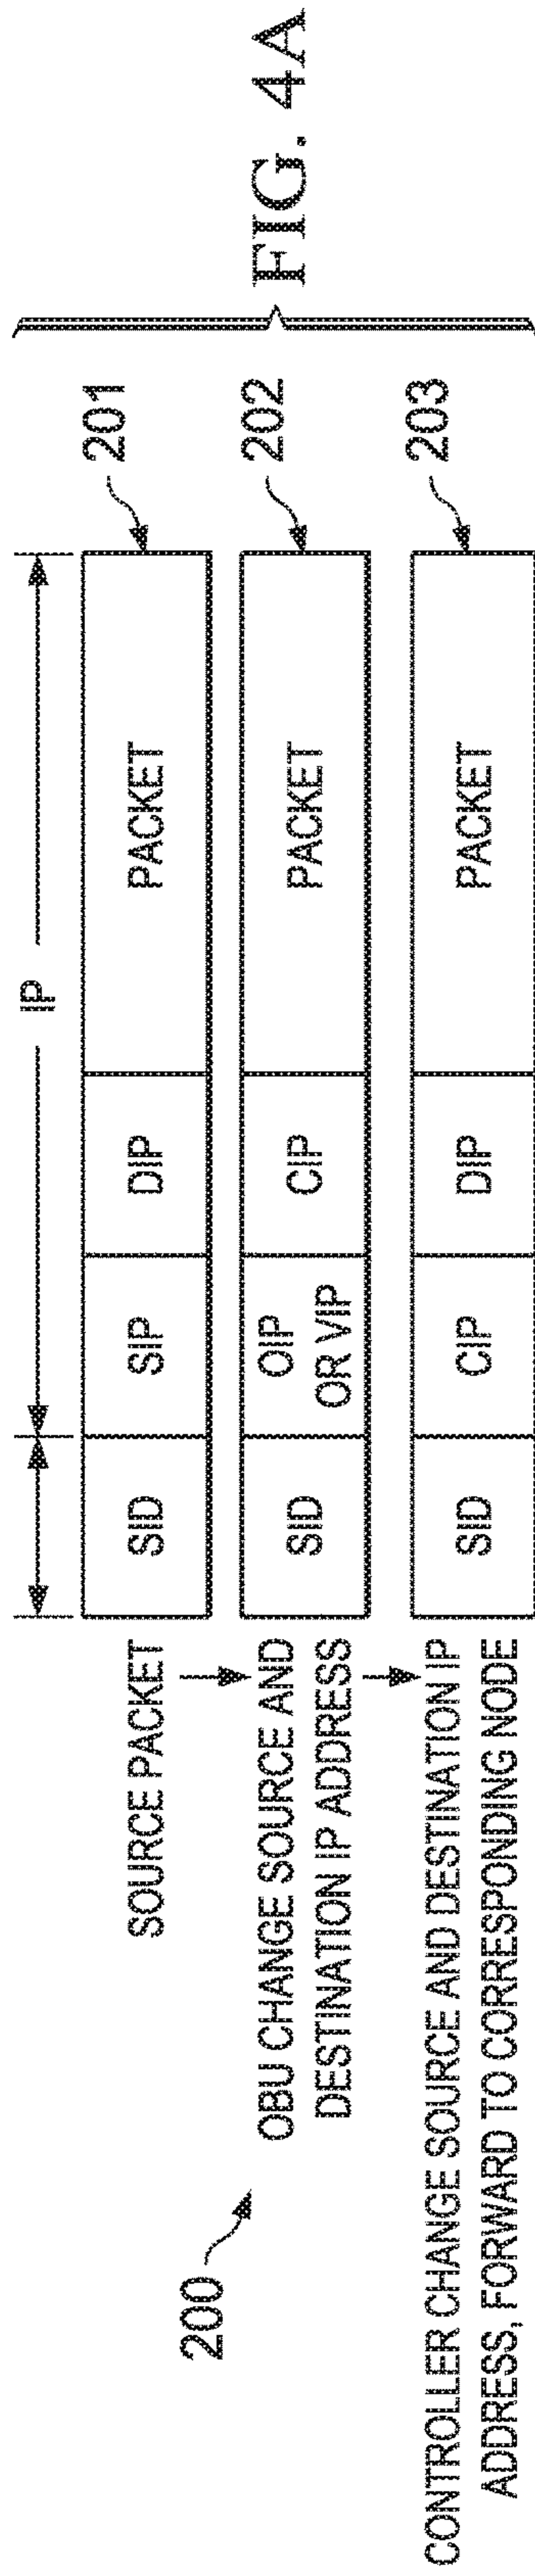 IP
SOURCE PACKET
SID
SIP
DIP
PACKET
201
200
OBU CHANGE SOURCE AND
DESTINATION IP ADDRESS
SID
OIP
OR VIP
CIP
PACKET
202
CONTROLLER CHANGE SOURCE AND DESTINATION IP
ADDRESS, FORWARD TO CORRESPONDING NODE
SID
CIP
DIP
PACKET
203
FIG. 4A